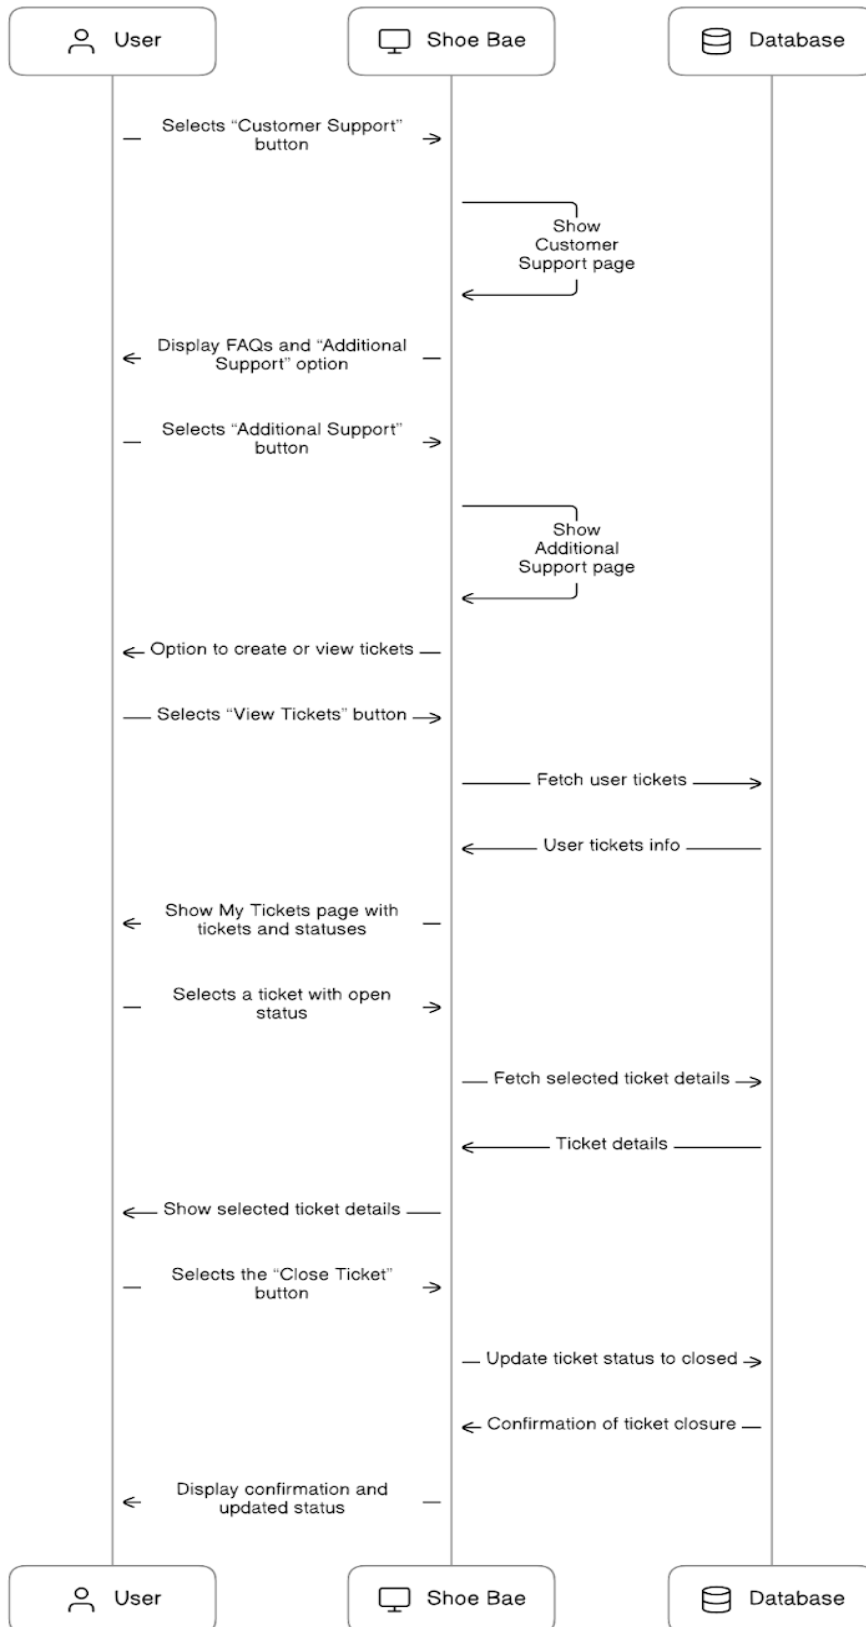 User
Shoe Bae
Database
Selects “Customer Support”
button
Show
Customer
Support page
Display FAQs and “Additional
Support” option
Selects “Additional Support”
button
Show
Additional
Support page
Option to create or view tickets
Selects “View Tickets” button
Fetch user tickets
User tickets info
Show My Tickets page with
tickets and statuses
Selects a ticket with open
status
Fetch selected ticket details
Ticket details
Show selected ticket details
Selects the “Close Ticket”
button
Update ticket status to closed
Confirmation of ticket closure
Display confirmation and
updated status
User
Shoe Bae
Database